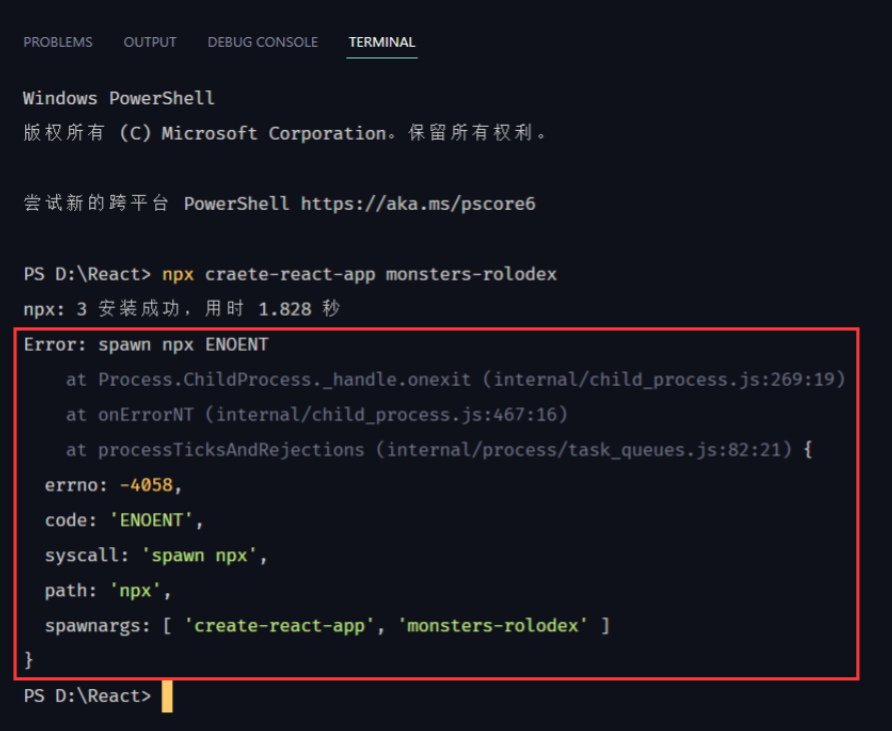 PROBLEMS OUTPUT DEBUG CONSOLE TERMINAL
Windows PowerShell
版权所有 (C) Microsoft Corporation。保留所有权利。
尝试新的跨平台 PowerShell https://aka.ms/pscore6
PS D:\React> npx craete-react-app monsters-rolodex
npx: 3 安装成功，用时 1.828 秒
Error: spawn npx ENOENT
    at Process.ChildProcess._handle.onexit (internal/child_process.js:269:19)
    at onErrorNT (internal/child_process.js:467:16)
    at processTicksAndRejections (internal/process/task_queues.js:82:21) {
  errno: -4058,
  code: 'ENOENT',
  syscall: 'spawn npx',
  path: 'npx',
  spawnargs: [ 'create-react-app', 'monsters-rolodex' ]
}
PS D:\React>